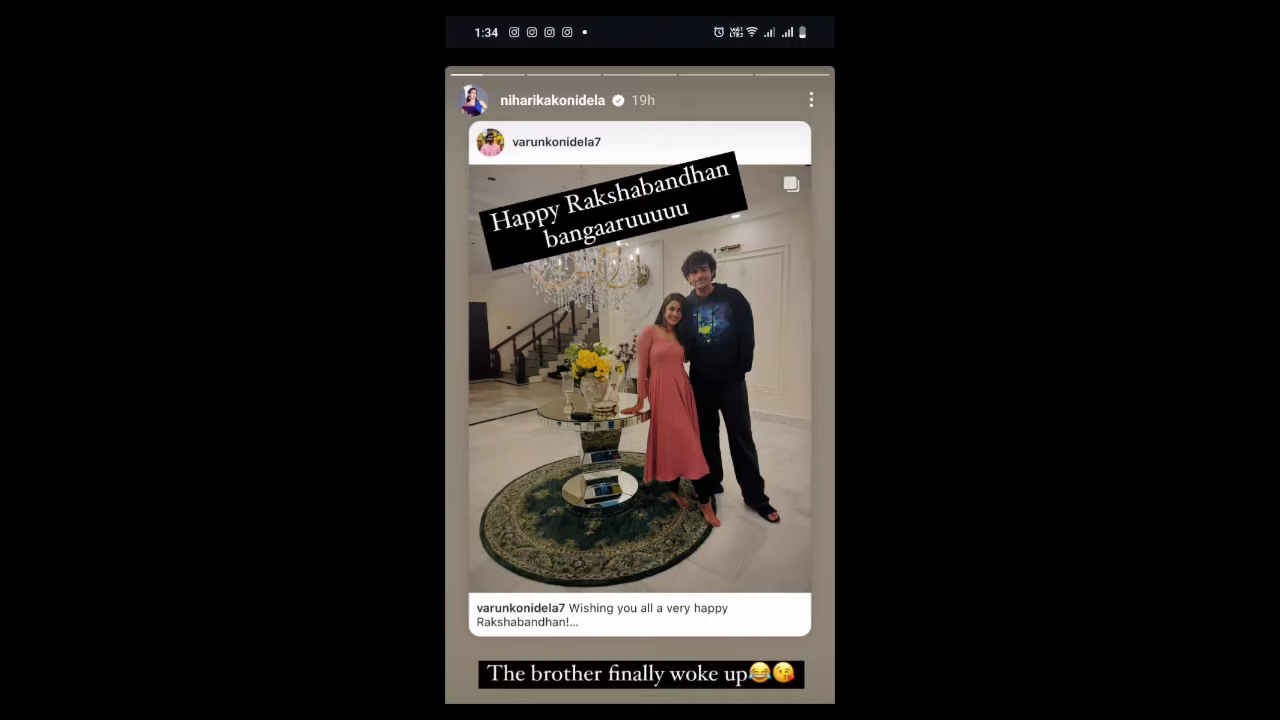 1:34
niharikakonidela 19h
varunkonidela7
Happy Rakshabandhan
bangaaruuuuu
varunkonidela7 Wishing you all a very happy
Rakshabandhan!...
The brother finally woke up😂😘